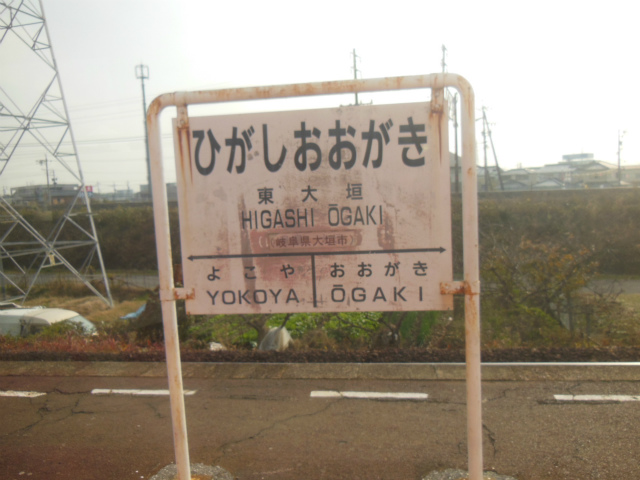 ひがしおおがき
東大垣
HIGASHI ŌGAKI
(岐阜県大垣市)
よこや おおがき
YOKOYA ŌGAKI